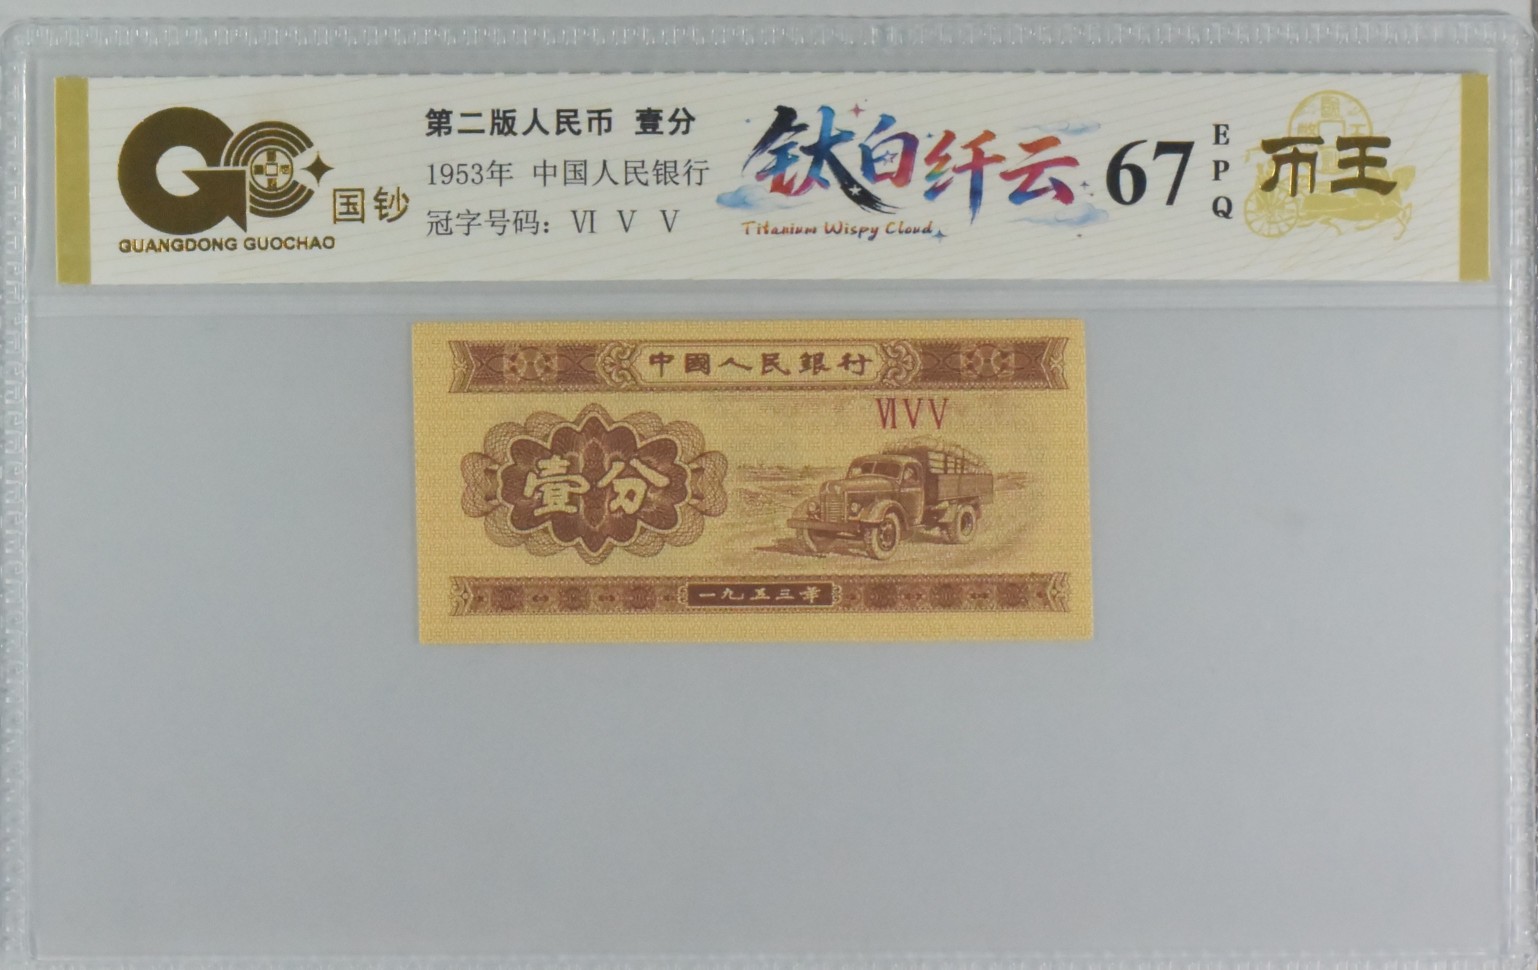 国钞
GUANGDONG GUOCHAO
第二版人民币 壹分
1953年 中国人民银行
冠字号码：Ⅵ Ⅴ Ⅴ
钛白纤云
Titanium Wispy Cloud
67
EPQ
币王
中國人民銀行
ⅥⅤⅤ
壹分
一九五三年